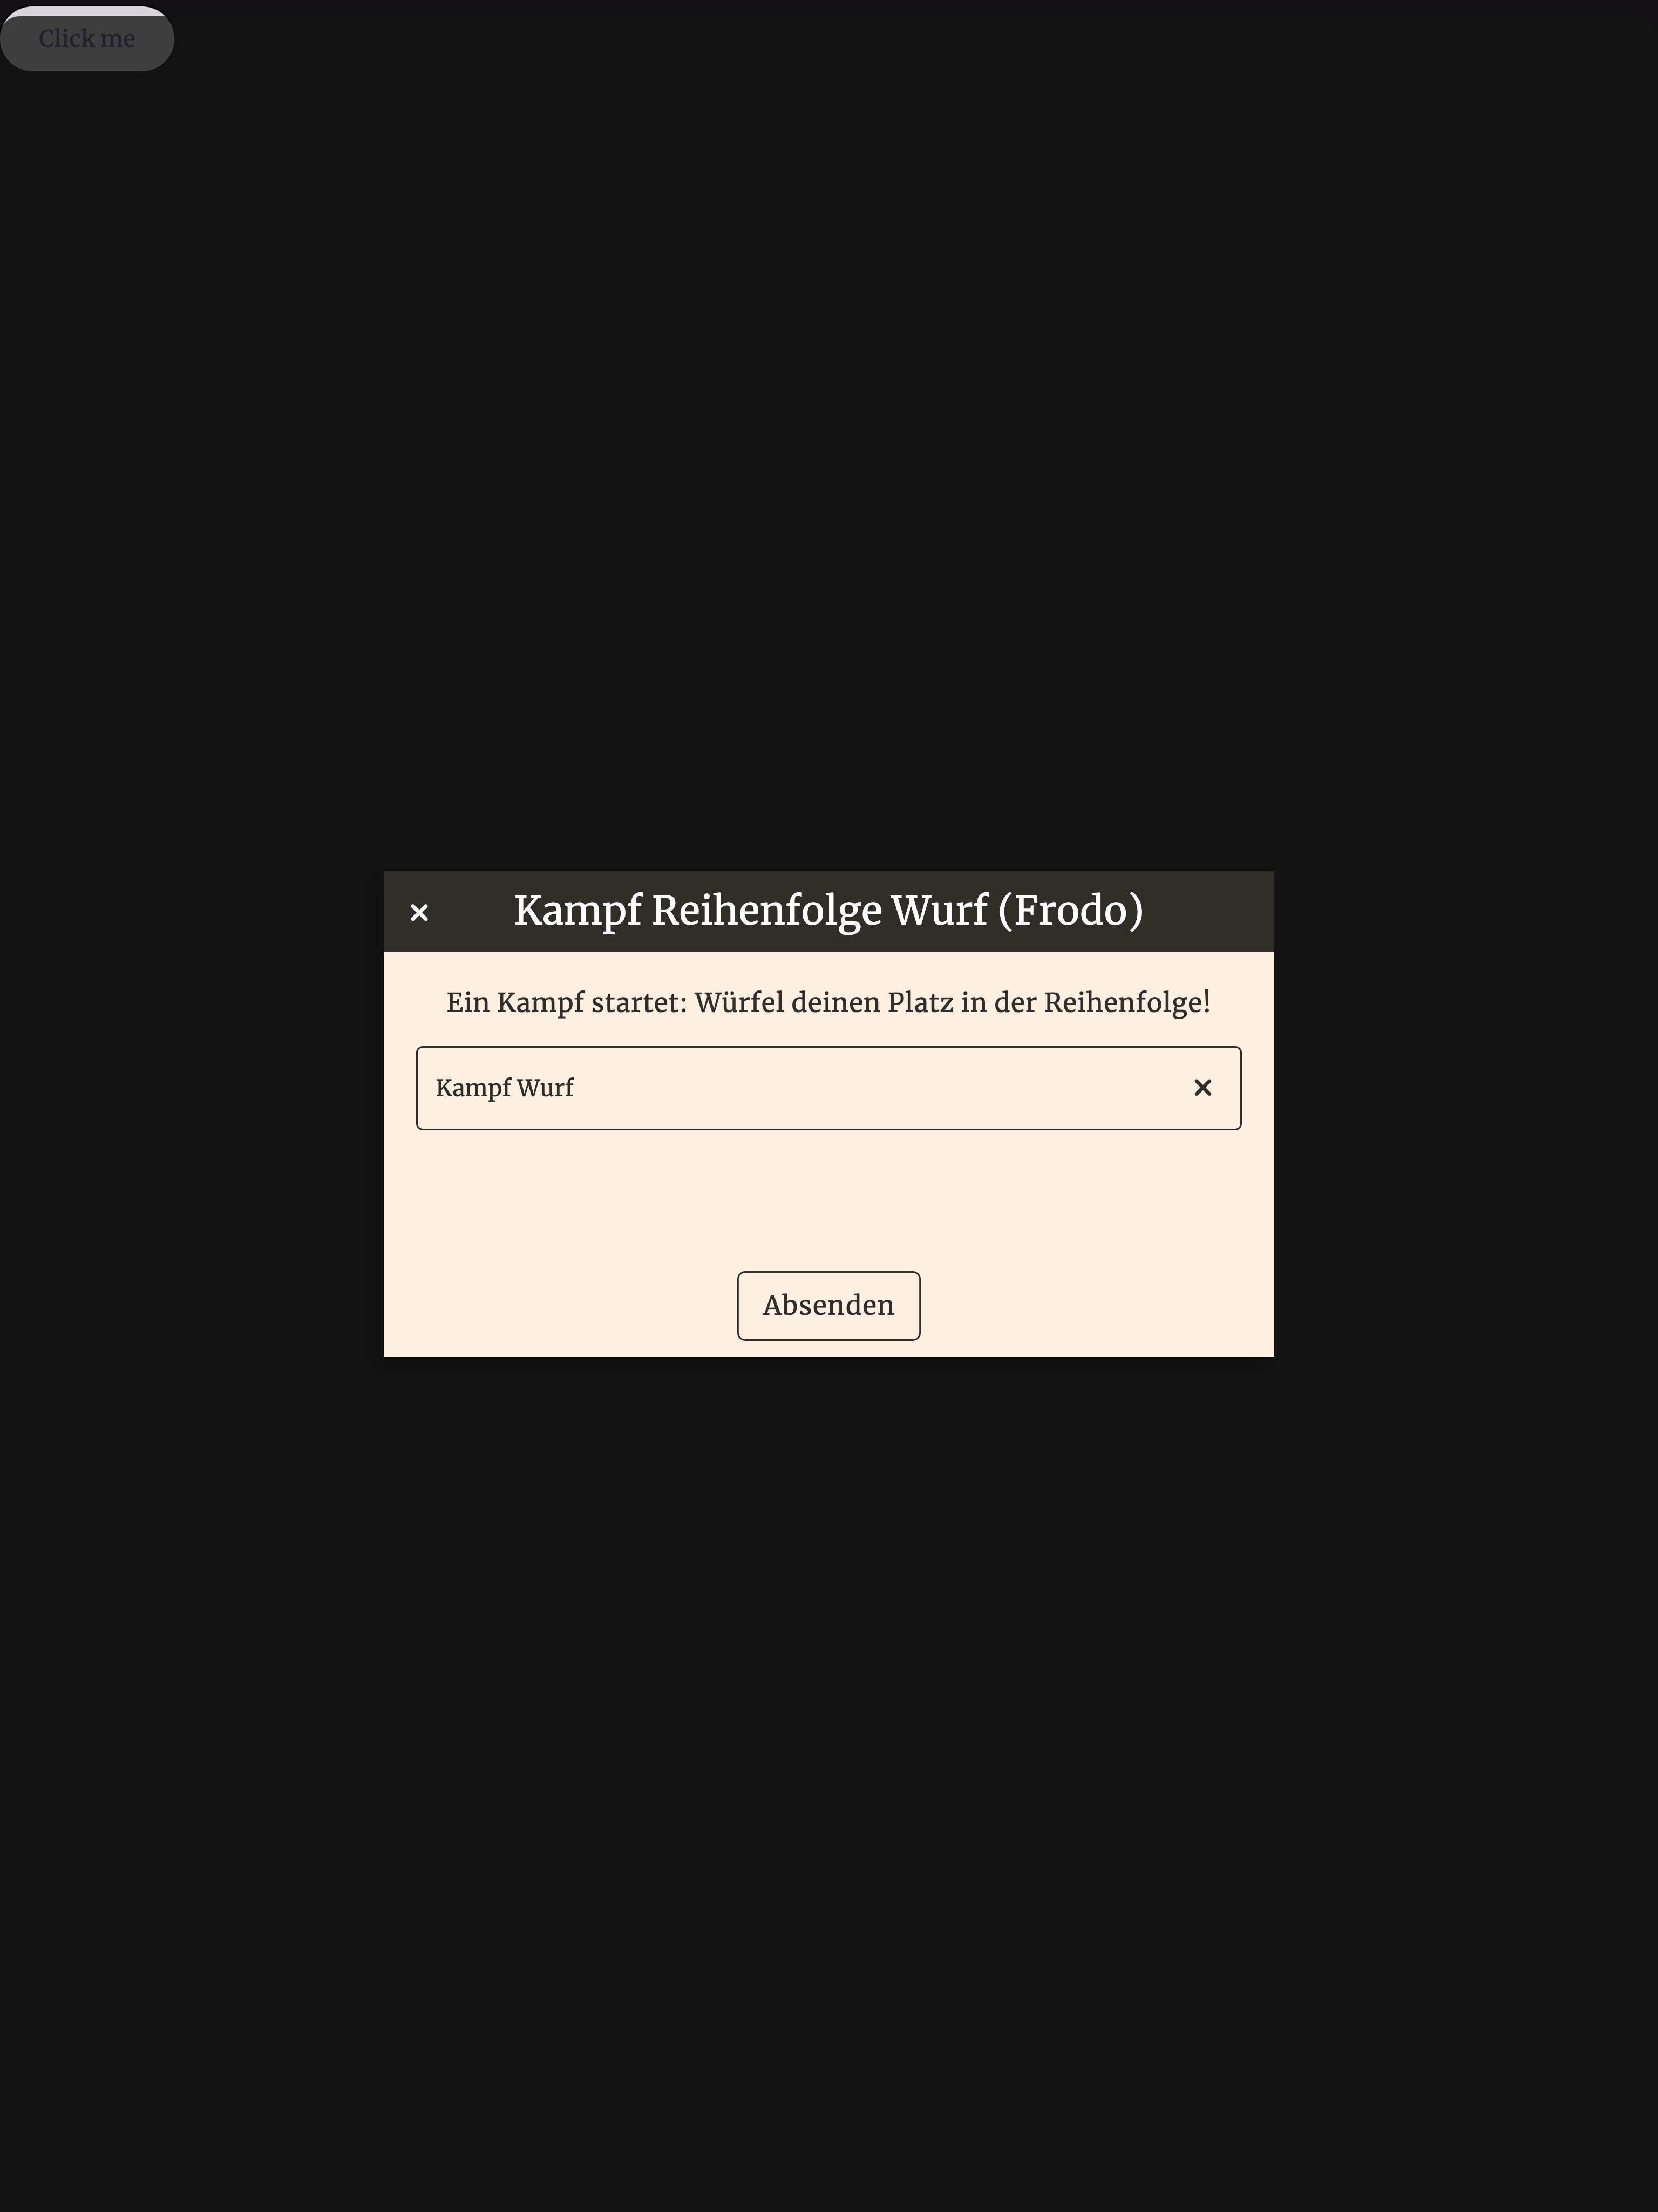 Click me
Kampf Reihenfolge Wurf (Frodo)
Ein Kampf startet: Würfel deinen Platz in der Reihenfolge!
Kampf Wurf
Absenden